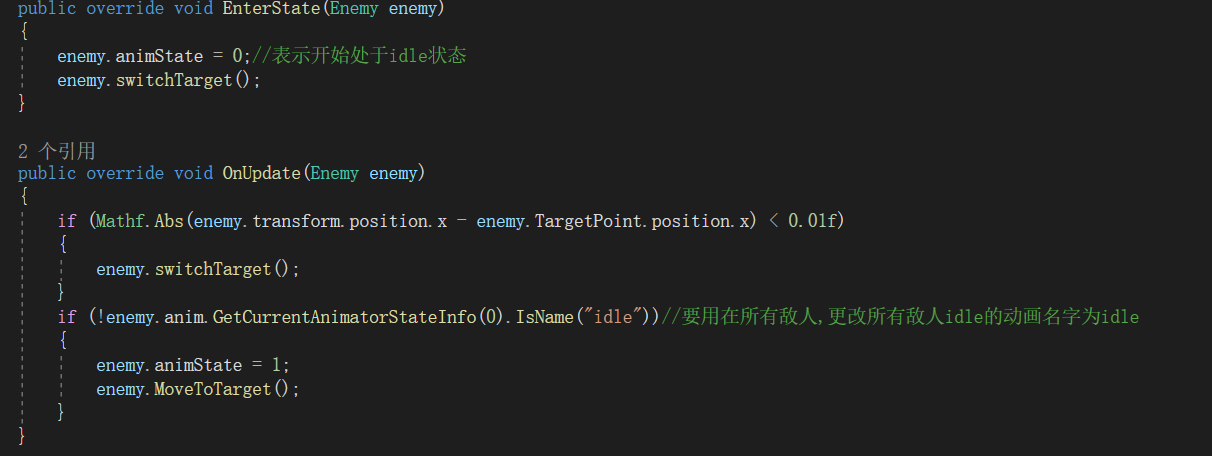 public override void EnterState(Enemy enemy)
{
enemy.animState = 0;//表示开始处于idle状态
enemy.switchTarget();
}
2 个引用
public override void OnUpdate(Enemy enemy)
{
if (Mathf.Abs(enemy.transform.position.x - enemy.TargetPoint.position.x) < 0.01f)
{
enemy.switchTarget();
}
if (!enemy.anim.GetCurrentAnimatorStateInfo(0).IsName("idle"))//要用在所有敌人,更改所有敌人idle的动画名字为idle
{
enemy.animState = 1;
enemy.MoveToTarget();
}
}